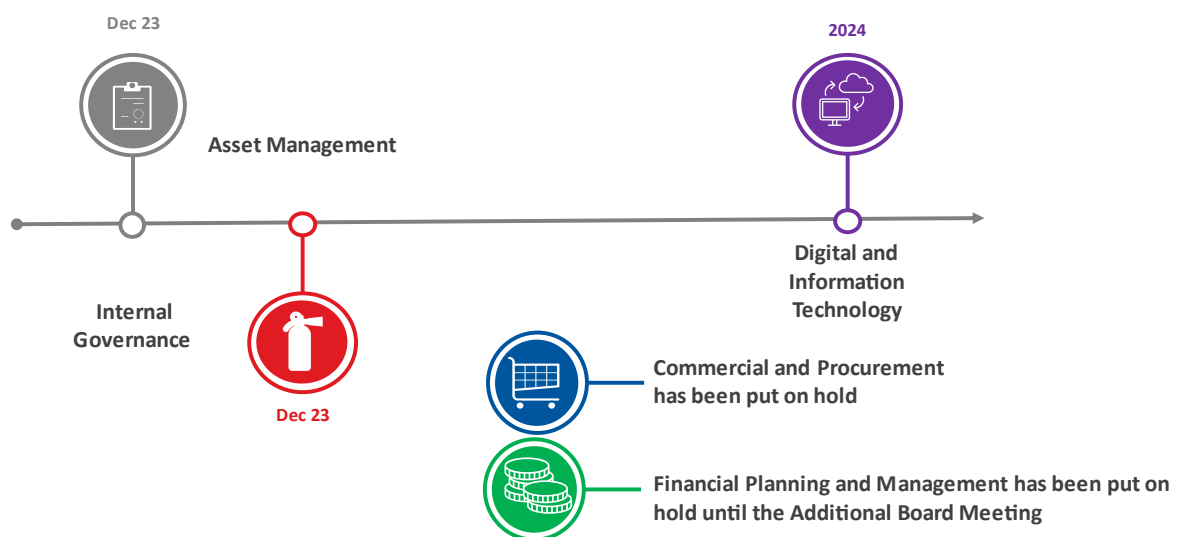 Dec 23
2024
Asset Management
Digital and
Information
Technology
Internal
Governance
Dec 23
Commercial and Procurement
has been put on hold
Financial Planning and Management has been put on
hold until the Additional Board Meeting